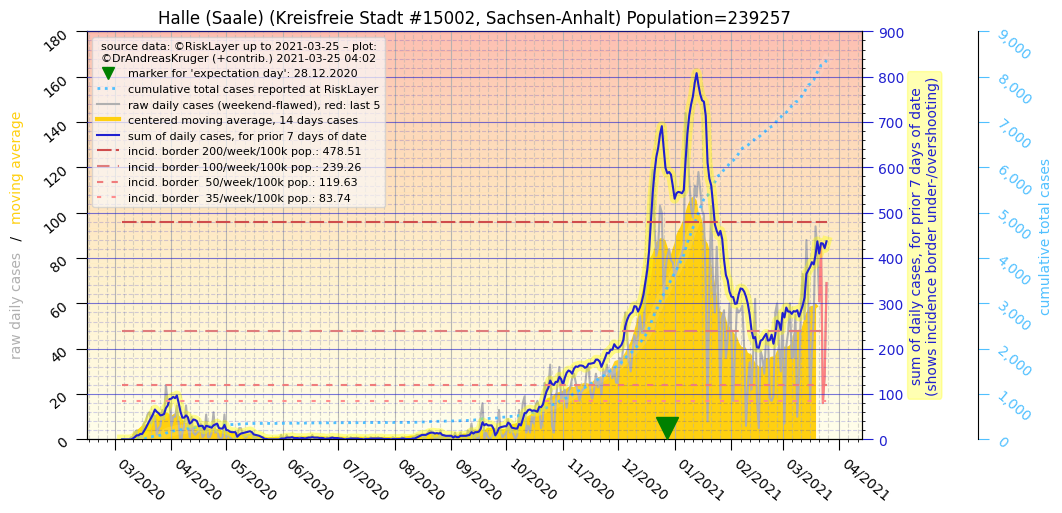 Halle (Saale) (Kreisfreie Stadt #15002, Sachsen-Anhalt) Population=239257
source data: ©RiskLayer up to 2021-03-25 – plot:
©DrAndreasKruger (+contrib.) 2021-03-25 04:02
marker for 'expectation day': 28.12.2020
cumulative total cases reported at RiskLayer
raw daily cases (weekend-flawed), red: last 5
centered moving average, 14 days cases
sum of daily cases, for prior 7 days of date
incid. border 200/week/100k pop.: 478.51
incid. border 100/week/100k pop.: 239.26
incid. border  50/week/100k pop.: 119.63
incid. border  35/week/100k pop.: 83.74
raw daily cases / moving average
180
160
140
120
100
80
60
40
20
0
03/2020
04/2020
05/2020
06/2020
07/2020
08/2020
09/2020
10/2020
11/2020
12/2020
01/2021
02/2021
03/2021
04/2021
900
800
700
600
500
400
300
200
100
0
sum of daily cases, for prior 7 days of date
(shows incidence border under-/overshooting)
9,000
8,000
7,000
6,000
5,000
4,000
3,000
2,000
1,000
0
cumulative total cases